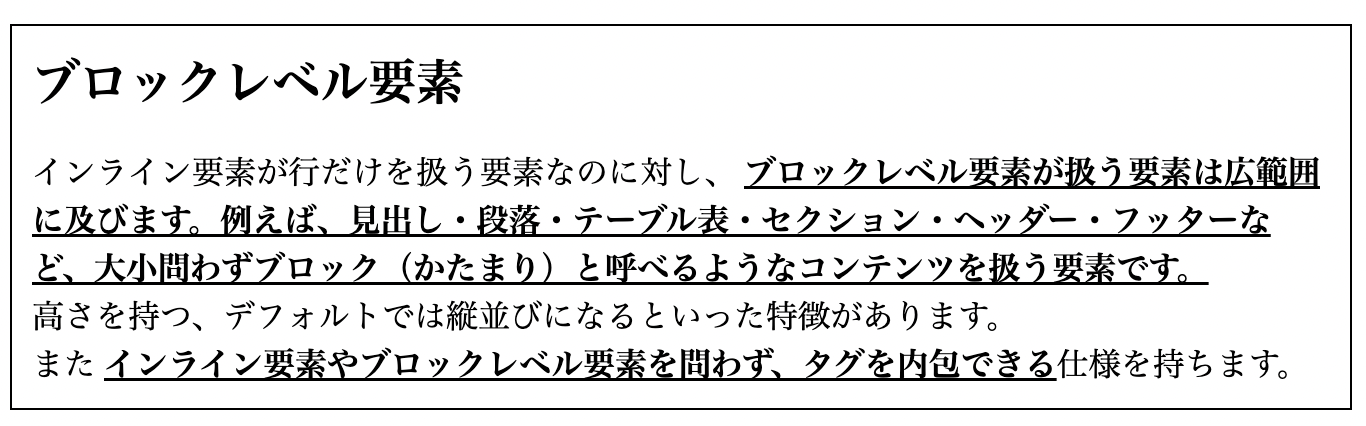 ブロックレベル要素
インライン要素が行だけを扱う要素なのに対し、 ブロックレベル要素が扱う要素は広範囲
に及びます。例えば、見出し・段落・テーブル表・セクション・ヘッダー・フッターな
ど、大小問わずブロック（かたまり）と呼べるようなコンテンツを扱う要素です。
高さを持つ、デフォルトでは縦並びになるといった特徴があります。
また インライン要素やブロックレベル要素を問わず、タグを内包できる仕様を持ちます。